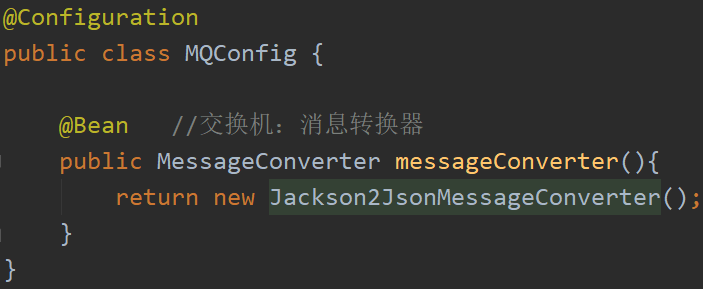 @Configuration
public class MQConfig {
@Bean   //交换机：消息转换器
public MessageConverter messageConverter(){
return new Jackson2JsonMessageConverter();
}
}